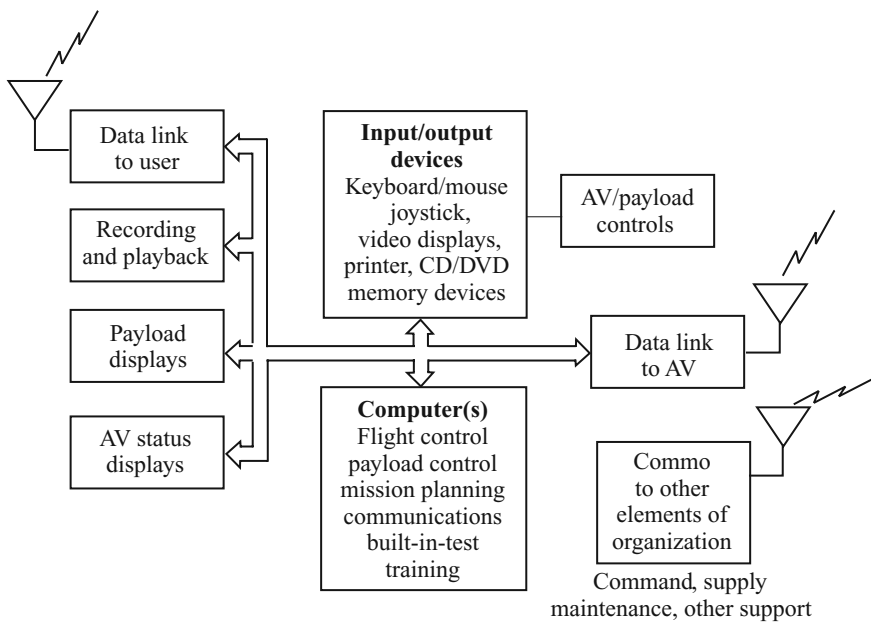 Data link
to user
Recording
and playback
Payload
displays
AV status
displays
Input/output
devices
Keyboard/mouse
joystick,
video displays,
printer, CD/DVD
memory devices
Computer(s)
Flight control
payload control
mission planning
communications
built-in-test
training
AV/payload
controls
Data link
to AV
Commo
to other
elements of
organization
Command, supply
maintenance, other support